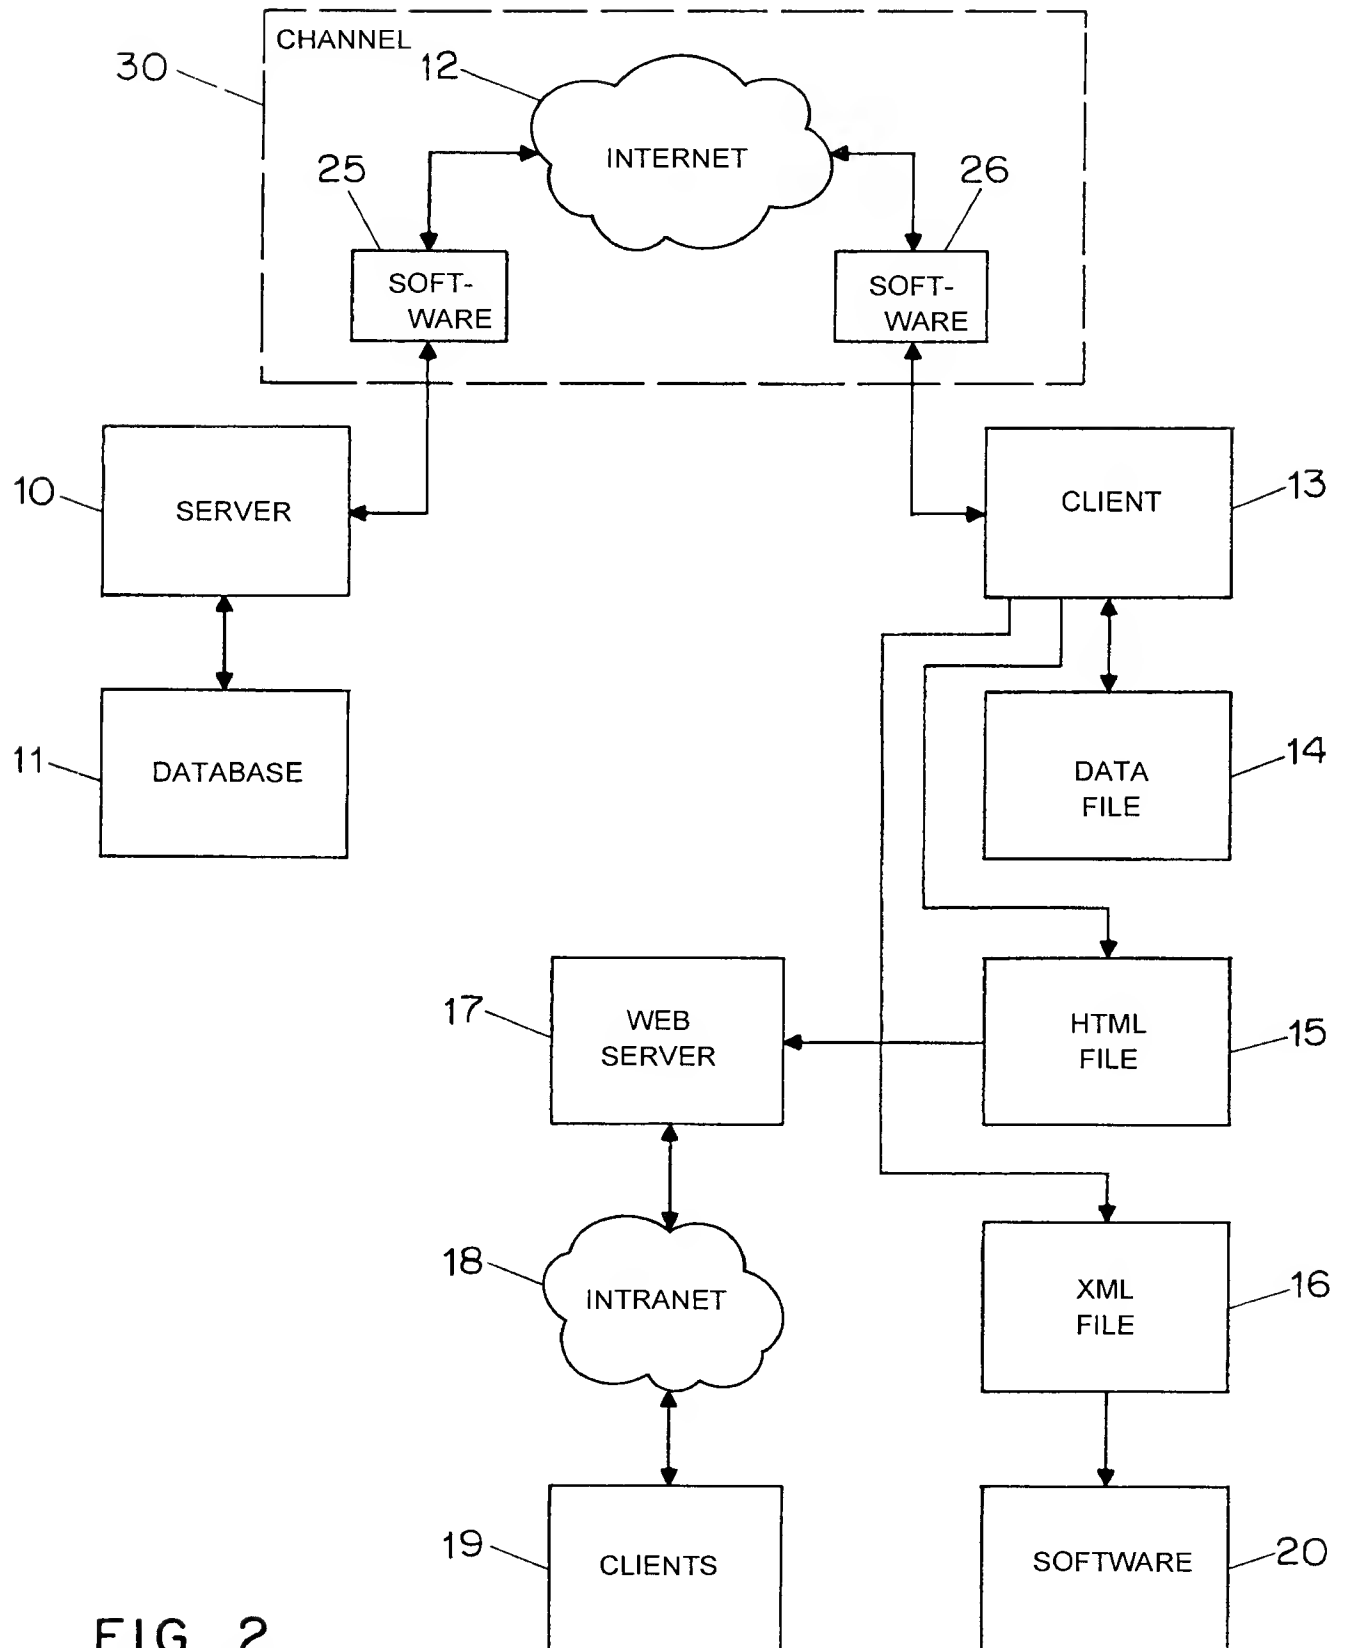 CHANNEL
30
12
INTERNET
25
26
SOFT-
WARE
SOFT-
WARE
10
SERVER
CLIENT
13
11
DATABASE
DATA
FILE
14
17
WEB
SERVER
HTML
FILE
15
18
INTRANET
XML
FILE
16
19
CLIENTS
SOFTWARE
20
FIG. 2